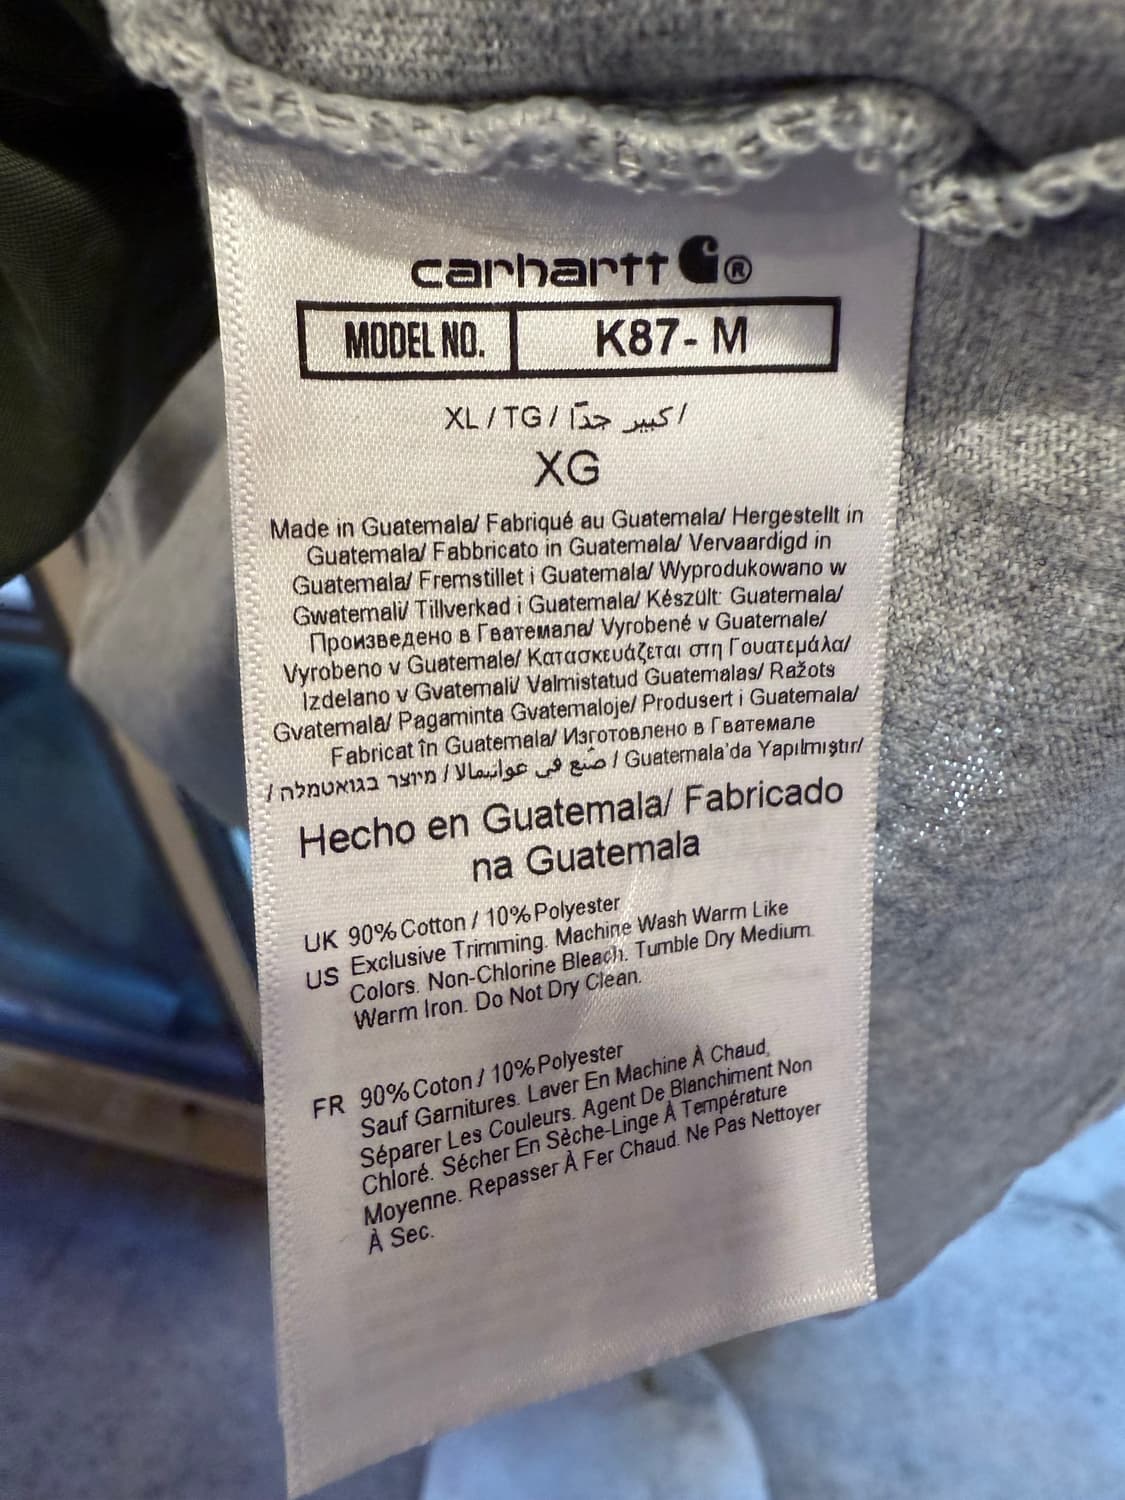 carhartt ®
MODEL NO. K87- M
XL / TG / كبير جدًا /
XG
Made in Guatemala/ Fabriqué au Guatemala/ Hergestellt in
Guatemala/ Fabbricato in Guatemala/ Vervaardigd in
Guatemala/ Fremstillet i Guatemala/ Wyprodukowano w
Gwatemali/ Tillverkad i Guatemala/ Készült: Guatemala/
Произведено в Гватемала/ Vyrobené v Guatemale/
Vyrobeno v Guatemale/ Κατασκευάζεται στη Γουατεμάλα/
Izdelano v Gvatemali/ Valmistatud Guatemalas/ Ražots
Gvatemalā/ Pagaminta Gvatemaloje/ Produsert i Guatemala/
Fabricat în Guatemala/ Изготовлено в Гватемале
/ מיוצר בגואטמלה / صُنع في غواتيمالا / Guatemala'da Yapılmıştır/
Hecho en Guatemala/ Fabricado
na Guatemala
UK 90% Cotton / 10% Polyester
US Exclusive Trimming. Machine Wash Warm Like
Colors. Non-Chlorine Bleach. Tumble Dry Medium.
Warm Iron. Do Not Dry Clean.
FR 90% Coton / 10% Polyester
Sauf Garnitures. Laver En Machine À Chaud,
Séparer Les Couleurs. Agent De Blanchiment Non
Chloré. Sécher En Sèche-Linge À Température
Moyenne. Repasser À Fer Chaud. Ne Pas Nettoyer
À Sec.